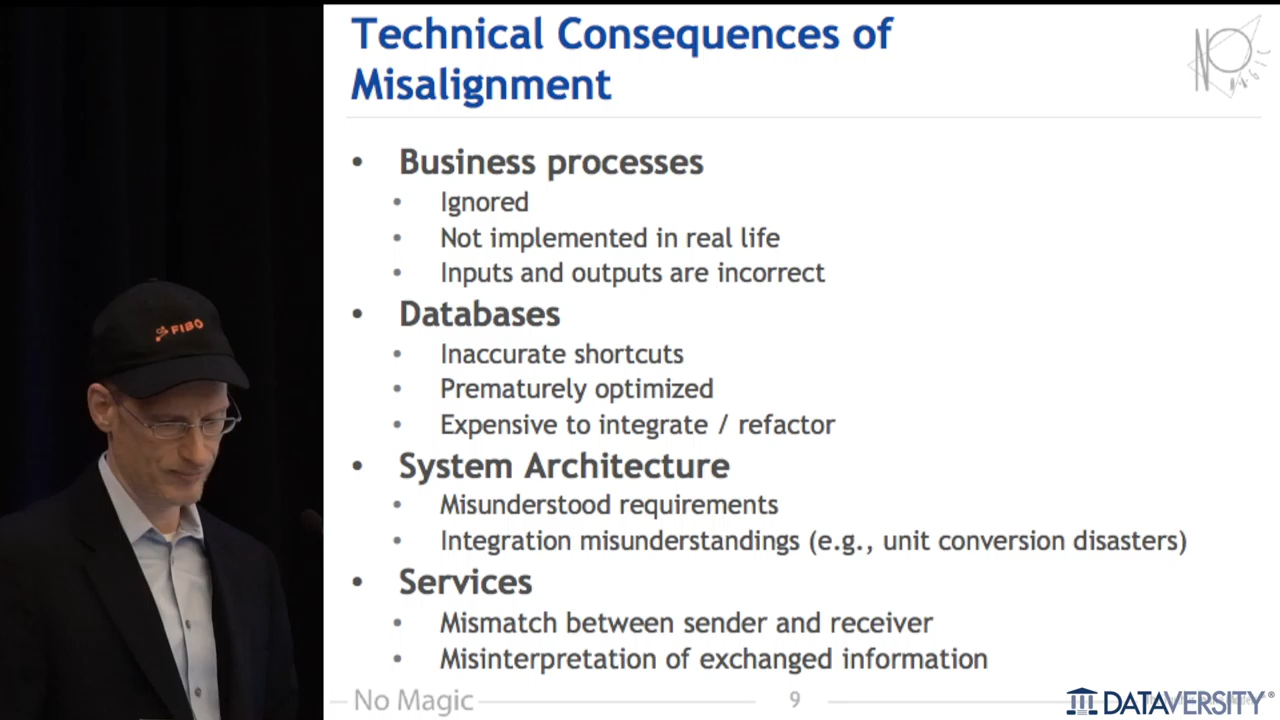 Technical Consequences of
Misalignment
NO MAGIC
• Business processes
• Ignored
• Not implemented in real life
• Inputs and outputs are incorrect
• Databases
• Inaccurate shortcuts
• Prematurely optimized
• Expensive to integrate / refactor
• System Architecture
• Misunderstood requirements
• Integration misunderstandings (e.g., unit conversion disasters)
• Services
• Mismatch between sender and receiver
• Misinterpretation of exchanged information
FIBO
No Magic
9
DATAVERSITY®